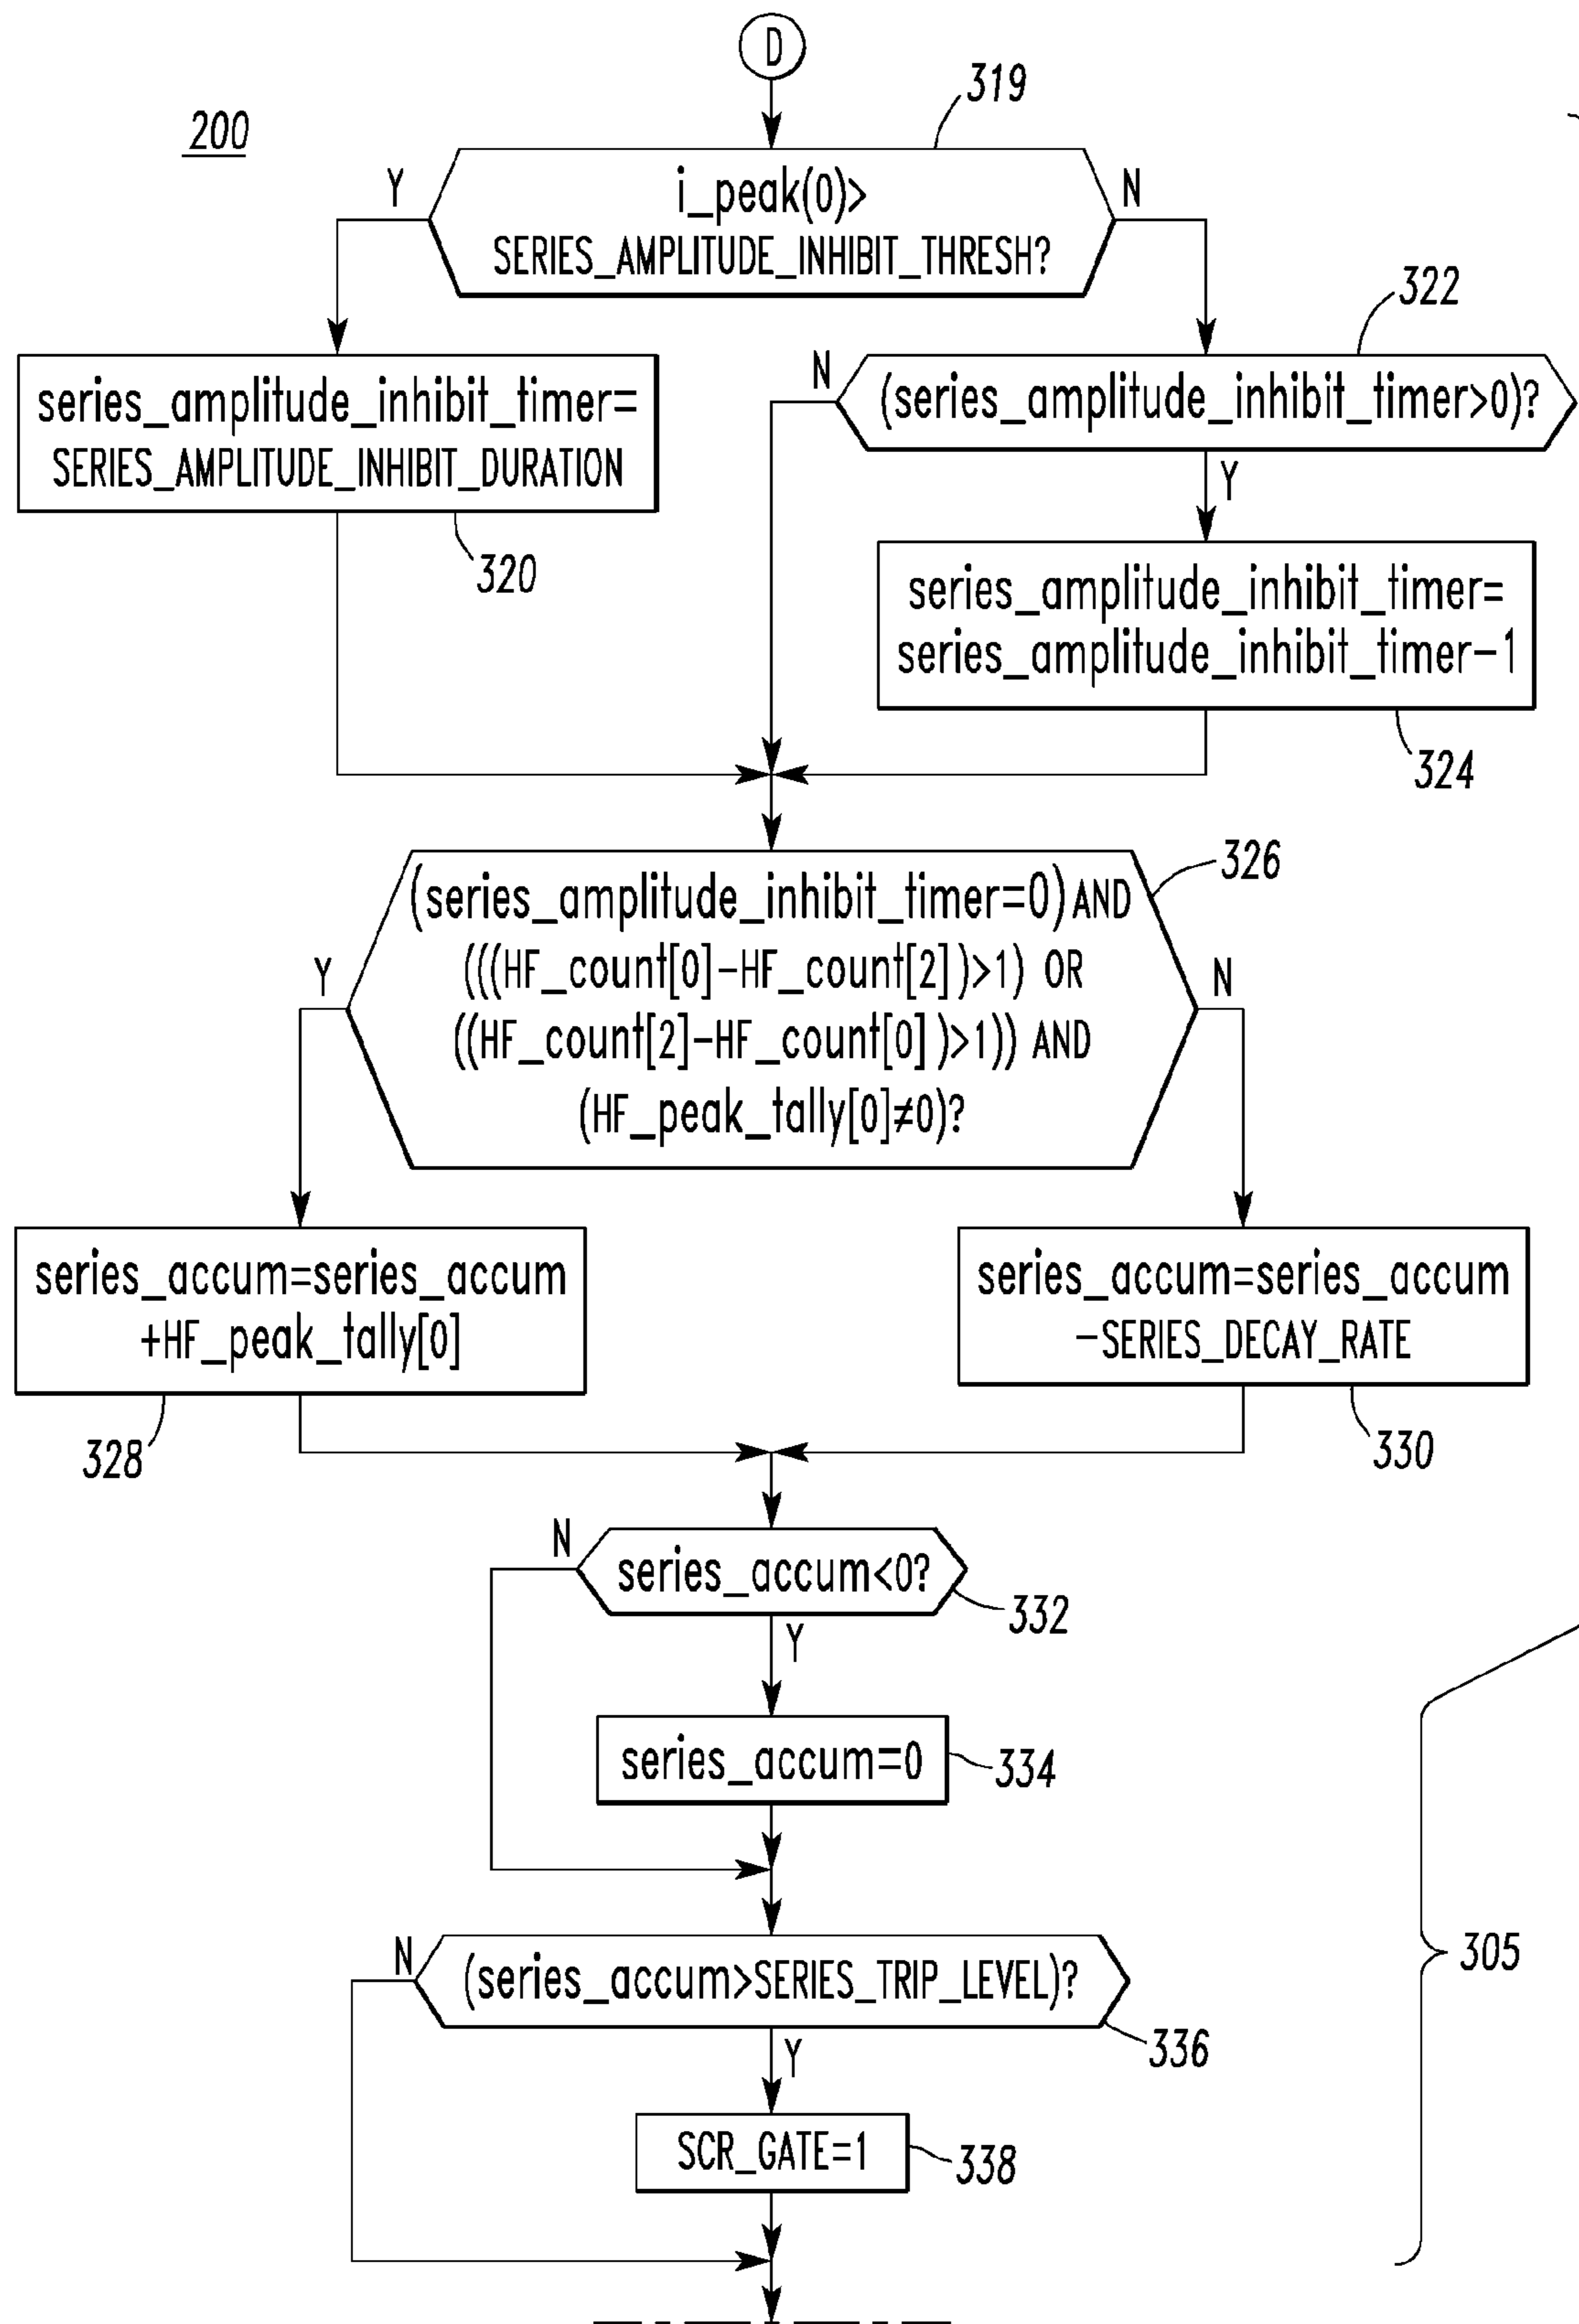 D
319
200
Y
N
i_peak(0)>
SERIES_AMPLITUDE_INHIBIT_THRESH?
322
N
series_amplitude_inhibit_timer=
SERIES_AMPLITUDE_INHIBIT_DURATION
(series_amplitude_inhibit_timer>0)?
Y
320
series_amplitude_inhibit_timer=
series_amplitude_inhibit_timer-1
324
326
(series_amplitude_inhibit_timer=0)AND
(((HF_count[0]-HF_count[2])>1) OR
((HF_count[2]-HF_count[0])>1)) AND
(HF_peak_tally[0]≠0)?
Y
N
series_accum=series_accum
+HF_peak_tally[0]
series_accum=series_accum
-SERIES_DECAY_RATE
328
330
N
series_accum<0?
332
Y
series_accum=0
334
N
(series_accum>SERIES_TRIP_LEVEL)?
305
336
Y
SCR_GATE=1
338